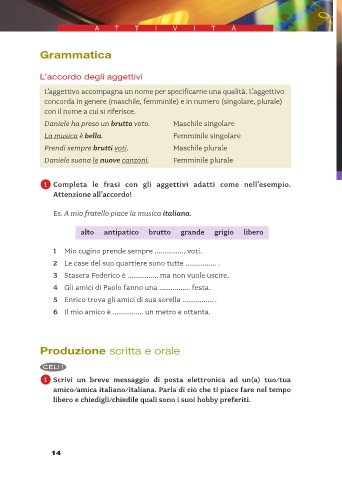 ATTIVITÀ
Grammatica
L'accordo degli aggettivi
L'aggettivo accompagna un nome per specificarne una qualità. L'aggettivo
concorda in genere (maschile, femminile) e in numero (singolare, plurale)
con il nome a cui si riferisce.
Daniele ha preso un brutto voto. Maschile singolare
La musica è bella. Femminile singolare
Prendi sempre brutti voti. Maschile plurale
Daniele suona le nuove canzoni. Femminile plurale
1 Completa le frasi con gli aggettivi adatti come nell'esempio.
Attenzione all'accordo!
Es. A mio fratello piace la musica italiana.
alto antipatico brutto grande grigio libero
1 Mio cugino prende sempre ............... voti.
2 Le case del suo quartiere sono tutte ............... .
3 Stasera Federico è ............... ma non vuole uscire.
4 Gli amici di Paolo fanno una ............... festa.
5 Enrico trova gli amici di sua sorella ............... .
6 Il mio amico è ............... un metro e ottanta.
Produzione scritta e orale
CELI 1
1 Scrivi un breve messaggio di posta elettronica ad un(a) tuo/tua
amico/amica italiano/italiana. Parla di ciò che ti piace fare nel tempo
libero e chiedigli/chiedile quali sono i suoi hobby preferiti.
14